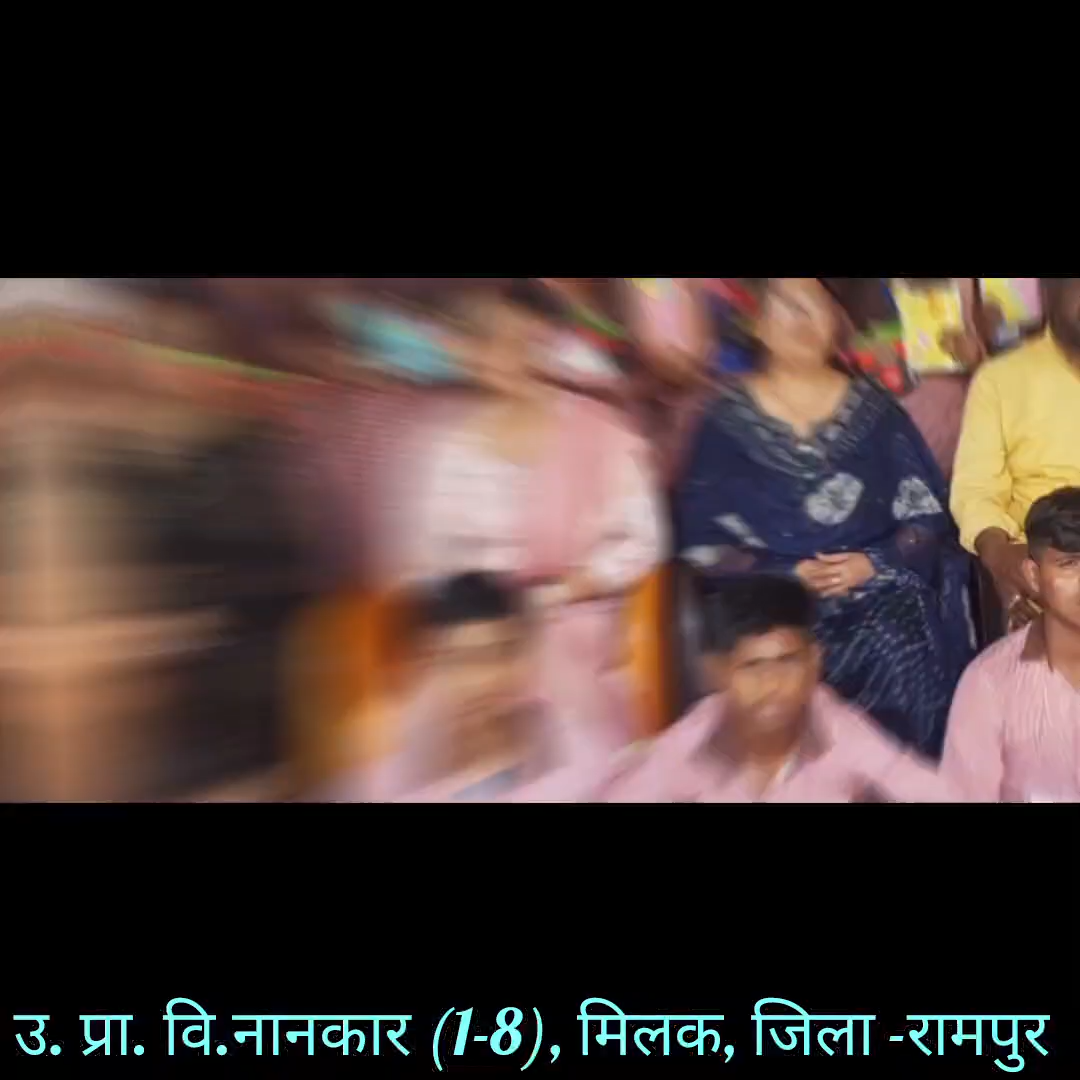 उ. प्रा. वि.नानकार (1-8), मिलक, जिला -रामपुर